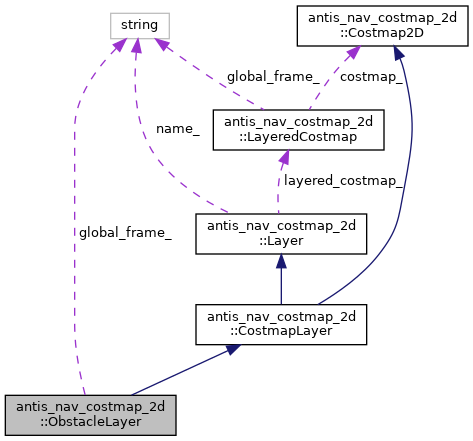 string
antis_nav_costmap_2d
::Costmap2D
global_frame_
costmap_
antis_nav_costmap_2d
::LayeredCostmap
name_
layered_costmap_
antis_nav_costmap_2d
::Layer
global_frame_
antis_nav_costmap_2d
::CostmapLayer
antis_nav_costmap_2d
::ObstacleLayer